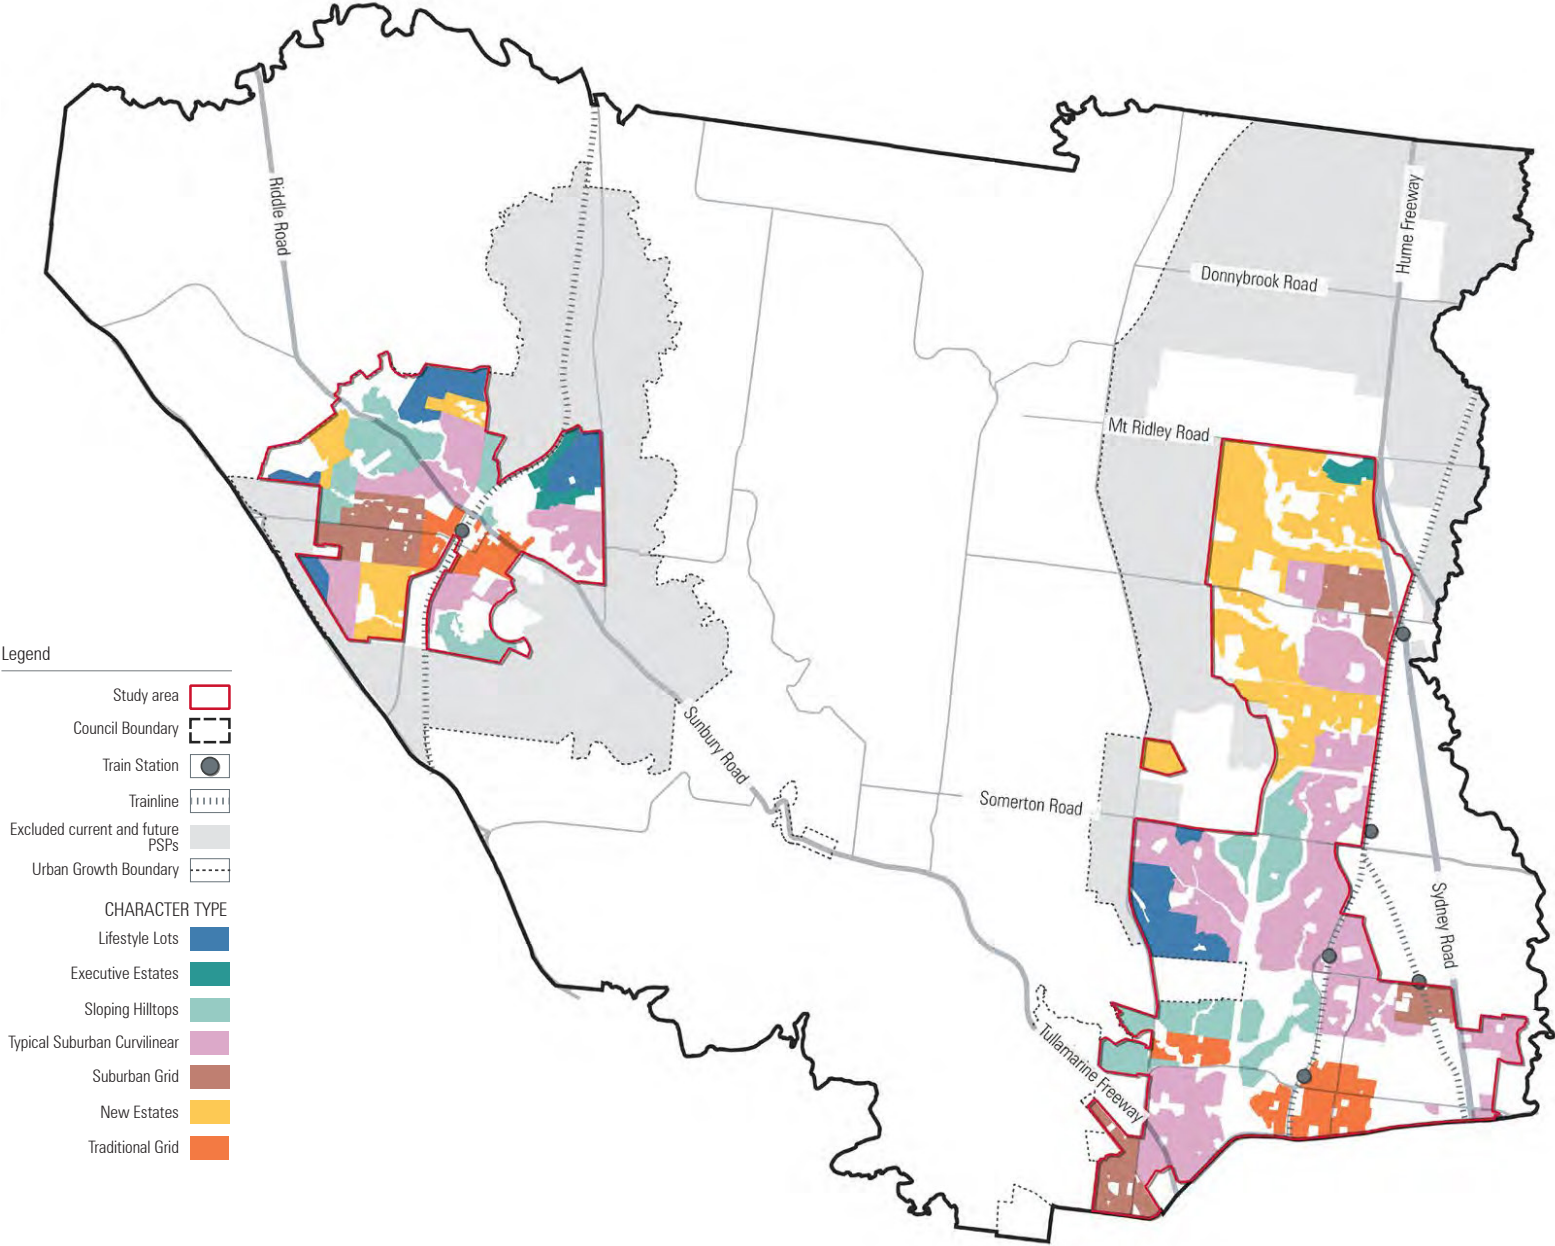 Riddle Road
Hume Freeway
Donnybrook Road
Mt Ridley Road
Sunbury Road
Somerton Road
Sydney Road
Tullamarine Freeway
Legend
Study area
Council Boundary
Train Station
Trainline
Excluded current and future
PSPs
Urban Growth Boundary
CHARACTER TYPE
Lifestyle Lots
Executive Estates
Sloping Hilltops
Typical Suburban Curvilinear
Suburban Grid
New Estates
Traditional Grid